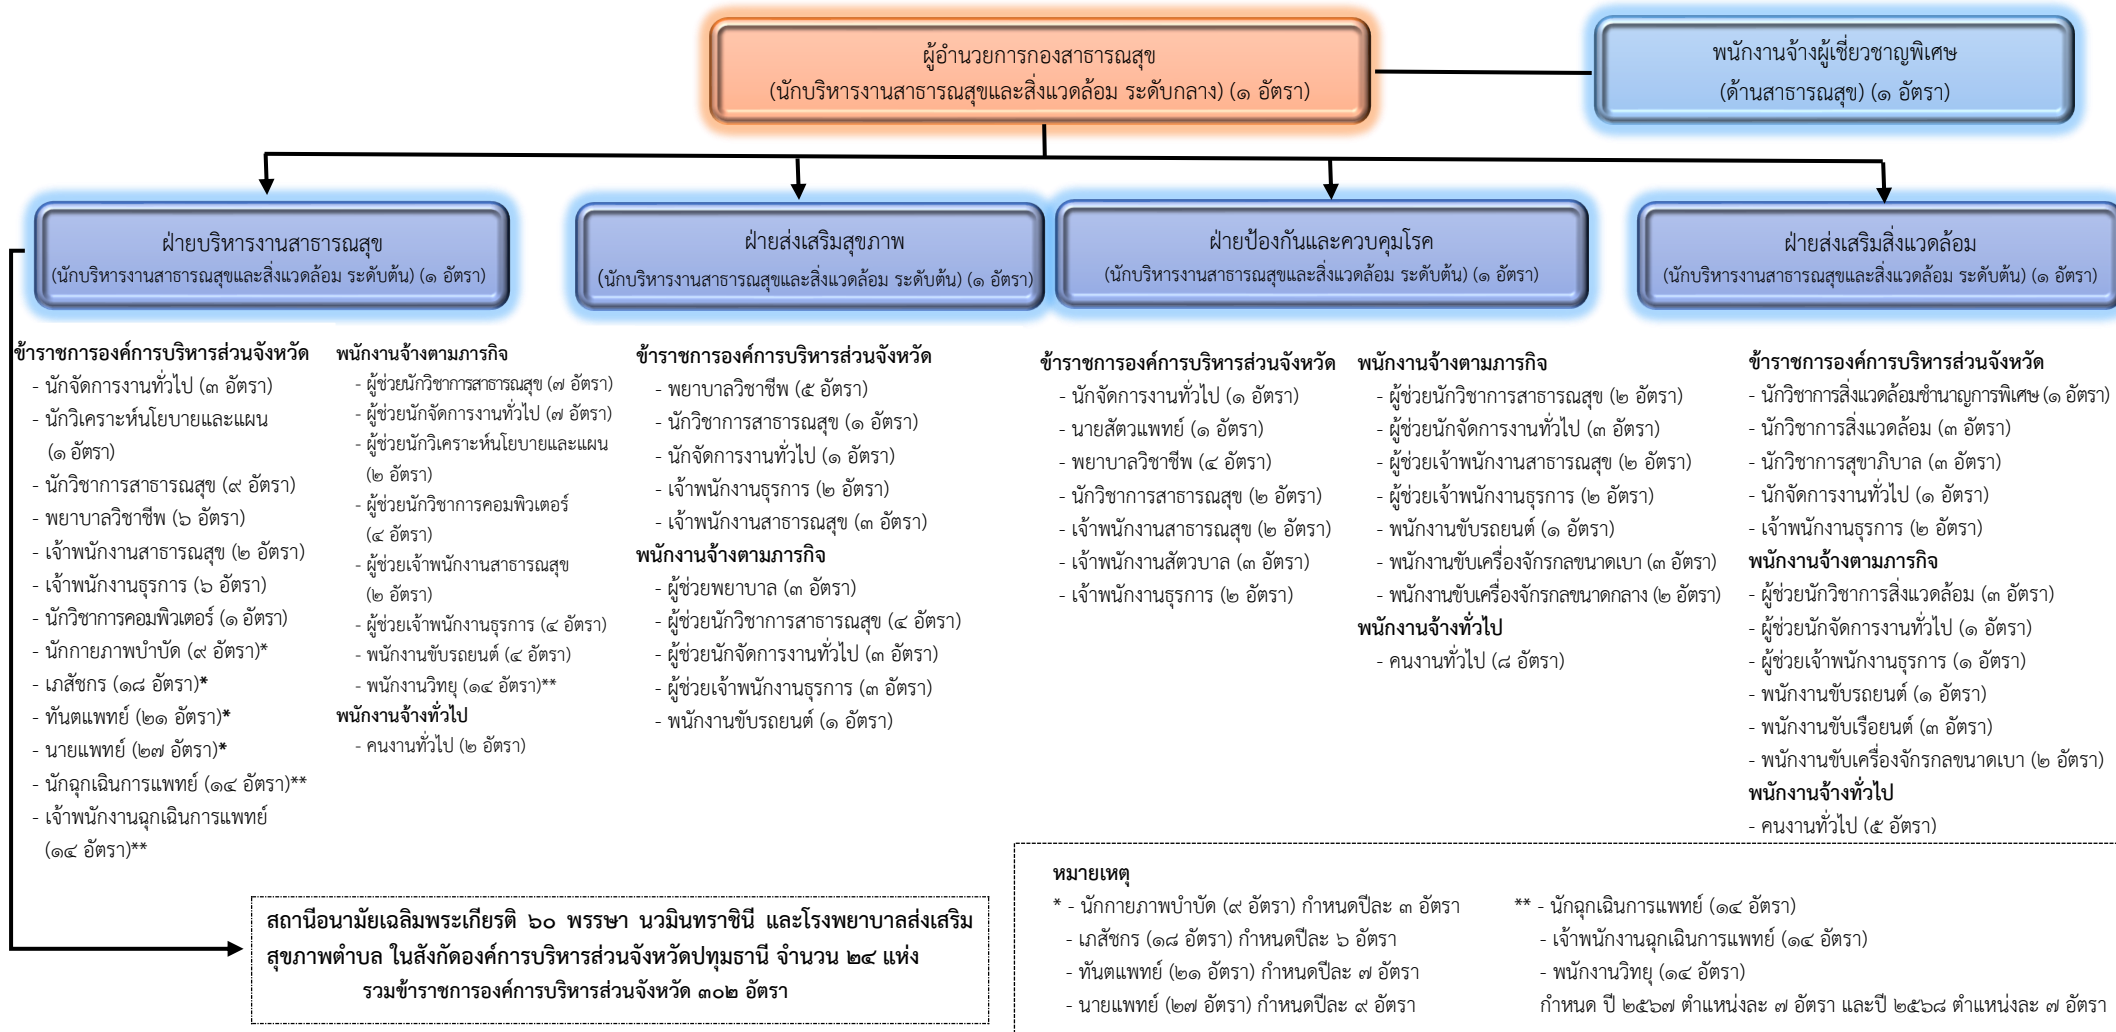 ผู้อำนวยการกองสาธารณสุข
(นักบริหารงานสาธารณสุขและสิ่งแวดล้อม ระดับกลาง) (๑ อัตรา)
พนักงานจ้างผู้เชี่ยวชาญพิเศษ
(ด้านสาธารณสุข) (๑ อัตรา)
ฝ่ายบริหารงานสาธารณสุข
(นักบริหารงานสาธารณสุขและสิ่งแวดล้อม ระดับต้น) (๑ อัตรา)
ฝ่ายส่งเสริมสุขภาพ
(นักบริหารงานสาธารณสุขและสิ่งแวดล้อม ระดับต้น) (๑ อัตรา)
ฝ่ายป้องกันและควบคุมโรค
(นักบริหารงานสาธารณสุขและสิ่งแวดล้อม ระดับต้น) (๑ อัตรา)
ฝ่ายส่งเสริมสิ่งแวดล้อม
(นักบริหารงานสาธารณสุขและสิ่งแวดล้อม ระดับต้น) (๑ อัตรา)
ข้าราชการองค์การบริหารส่วนจังหวัด
- นักจัดการงานทั่วไป (๓ อัตรา)
- นักวิเคราะห์นโยบายและแผน
(๑ อัตรา)
- นักวิชาการสาธารณสุข (๙ อัตรา)
- พยาบาลวิชาชีพ (๖ อัตรา)
- เจ้าพนักงานสาธารณสุข (๒ อัตรา)
- เจ้าพนักงานธุรการ (๖ อัตรา)
- นักวิชาการคอมพิวเตอร์ (๑ อัตรา)
- นักกายภาพบำบัด (๙ อัตรา)*
- เภสัชกร (๑๘ อัตรา)*
- ทันตแพทย์ (๒๑ อัตรา)*
- นายแพทย์ (๒๗ อัตรา)*
- นักฉุกเฉินการแพทย์ (๑๔ อัตรา)**
- เจ้าพนักงานฉุกเฉินการแพทย์
(๑๔ อัตรา)**
พนักงานจ้างตามภารกิจ
- ผู้ช่วยนักวิชาการสาธารณสุข (๗ อัตรา)
- ผู้ช่วยนักจัดการงานทั่วไป (๗ อัตรา)
- ผู้ช่วยนักวิเคราะห์นโยบายและแผน
(๒ อัตรา)
- ผู้ช่วยนักวิชาการคอมพิวเตอร์
(๔ อัตรา)
- ผู้ช่วยเจ้าพนักงานสาธารณสุข
(๒ อัตรา)
- ผู้ช่วยเจ้าพนักงานธุรการ (๔ อัตรา)
- พนักงานขับรถยนต์ (๔ อัตรา)
- พนักงานวิทยุ (๑๔ อัตรา)**
พนักงานจ้างทั่วไป
- คนงานทั่วไป (๒ อัตรา)
ข้าราชการองค์การบริหารส่วนจังหวัด
- พยาบาลวิชาชีพ (๕ อัตรา)
- นักวิชาการสาธารณสุข (๑ อัตรา)
- นักจัดการงานทั่วไป (๑ อัตรา)
- เจ้าพนักงานธุรการ (๒ อัตรา)
- เจ้าพนักงานสาธารณสุข (๓ อัตรา)
พนักงานจ้างตามภารกิจ
- ผู้ช่วยพยาบาล (๓ อัตรา)
- ผู้ช่วยนักวิชาการสาธารณสุข (๔ อัตรา)
- ผู้ช่วยนักจัดการงานทั่วไป (๓ อัตรา)
- ผู้ช่วยเจ้าพนักงานธุรการ (๓ อัตรา)
- พนักงานขับรถยนต์ (๑ อัตรา)
ข้าราชการองค์การบริหารส่วนจังหวัด
- นักจัดการงานทั่วไป (๑ อัตรา)
- นายสัตวแพทย์ (๑ อัตรา)
- พยาบาลวิชาชีพ (๔ อัตรา)
- นักวิชาการสาธารณสุข (๒ อัตรา)
- เจ้าพนักงานสาธารณสุข (๒ อัตรา)
- เจ้าพนักงานสัตวบาล (๓ อัตรา)
- เจ้าพนักงานธุรการ (๒ อัตรา)
พนักงานจ้างตามภารกิจ
- ผู้ช่วยนักวิชาการสาธารณสุข (๒ อัตรา)
- ผู้ช่วยนักจัดการงานทั่วไป (๓ อัตรา)
- ผู้ช่วยเจ้าพนักงานสาธารณสุข (๒ อัตรา)
- ผู้ช่วยเจ้าพนักงานธุรการ (๒ อัตรา)
- พนักงานขับรถยนต์ (๑ อัตรา)
- พนักงานขับเครื่องจักรกลขนาดเบา (๓ อัตรา)
- พนักงานขับเครื่องจักรกลขนาดกลาง (๒ อัตรา)
พนักงานจ้างทั่วไป
- คนงานทั่วไป (๘ อัตรา)
ข้าราชการองค์การบริหารส่วนจังหวัด
- นักวิชาการสิ่งแวดล้อมชำนาญการพิเศษ (๑ อัตรา)
- นักวิชาการสิ่งแวดล้อม (๓ อัตรา)
- นักวิชาการสุขาภิบาล (๓ อัตรา)
- นักจัดการงานทั่วไป (๑ อัตรา)
- เจ้าพนักงานธุรการ (๒ อัตรา)
พนักงานจ้างตามภารกิจ
- ผู้ช่วยนักวิชาการสิ่งแวดล้อม (๓ อัตรา)
- ผู้ช่วยนักจัดการงานทั่วไป (๑ อัตรา)
- ผู้ช่วยเจ้าพนักงานธุรการ (๑ อัตรา)
- พนักงานขับรถยนต์ (๑ อัตรา)
- พนักงานขับเรือยนต์ (๓ อัตรา)
- พนักงานขับเครื่องจักรกลขนาดเบา (๒ อัตรา)
พนักงานจ้างทั่วไป
- คนงานทั่วไป (๕ อัตรา)
สถานีอนามัยเฉลิมพระเกียรติ ๖๐ พรรษา นวมินทราชินี และโรงพยาบาลส่งเสริม
สุขภาพตำบล ในสังกัดองค์การบริหารส่วนจังหวัดปทุมธานี จำนวน ๒๔ แห่ง
รวมข้าราชการองค์การบริหารส่วนจังหวัด ๓๐๒ อัตรา
หมายเหตุ
* - นักกายภาพบำบัด (๙ อัตรา) กำหนดปีละ ๓ อัตรา
- เภสัชกร (๑๘ อัตรา) กำหนดปีละ ๖ อัตรา
- ทันตแพทย์ (๒๑ อัตรา) กำหนดปีละ ๗ อัตรา
- นายแพทย์ (๒๗ อัตรา) กำหนดปีละ ๙ อัตรา
** - นักฉุกเฉินการแพทย์ (๑๔ อัตรา)
- เจ้าพนักงานฉุกเฉินการแพทย์ (๑๔ อัตรา)
- พนักงานวิทยุ (๑๔ อัตรา)
กำหนด ปี ๒๕๖๗ ตำแหน่งละ ๗ อัตรา และปี ๒๕๖๘ ตำแหน่งละ ๗ อัตรา